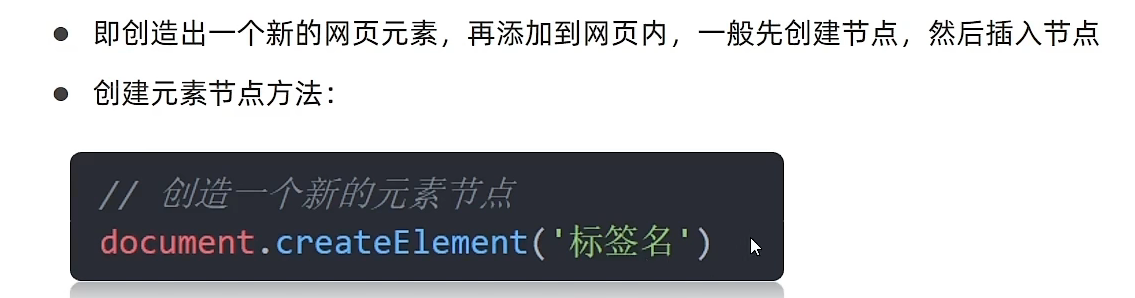 ● 即创造出一个新的网页元素，再添加到网页内，一般先创建节点，然后插入节点
● 创建元素节点方法：
// 创造一个新的元素节点
document.createElement('标签名')